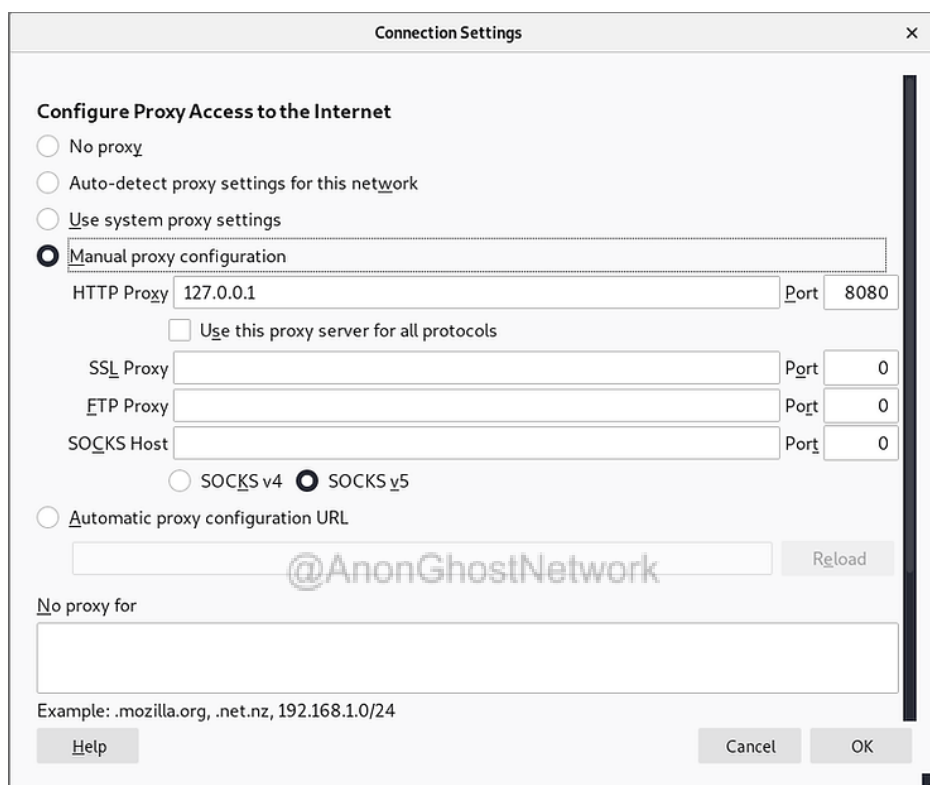 Connection Settings
Configure Proxy Access to the Internet
No proxy
Auto-detect proxy settings for this network
Use system proxy settings
Manual proxy configuration
HTTP Proxy 127.0.0.1 Port 8080
Use this proxy server for all protocols
SSL Proxy Port 0
FTP Proxy Port 0
SOCKS Host Port 0
SOCKS v4 SOCKS v5
Automatic proxy configuration URL
@AnonGhostNetwork Reload
No proxy for
Example: .mozilla.org, .net.nz, 192.168.1.0/24
Help Cancel OK